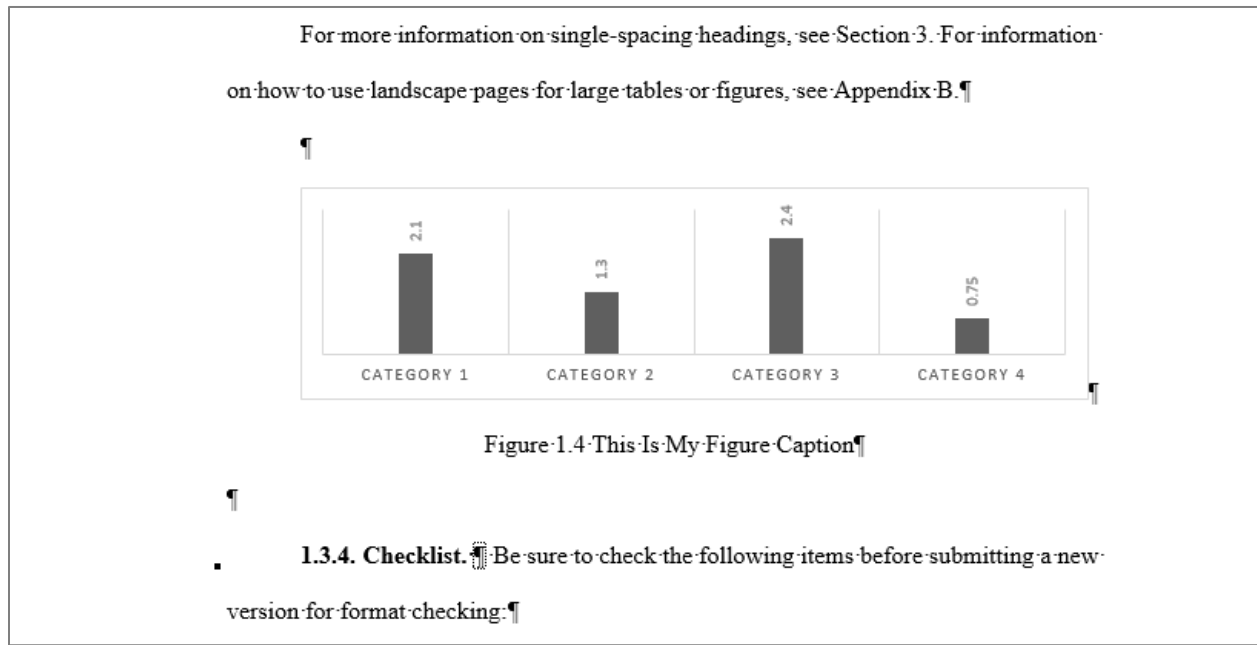 For more information on single-spacing headings, see Section 3. For information
on how to use landscape pages for large tables or figures, see Appendix B.¶
¶
2.1 1.3 2.4 0.75
CATEGORY 1 CATEGORY 2 CATEGORY 3 CATEGORY 4
¶
Figure 1.4 This Is My Figure Caption¶
¶
1.3.4. Checklist. ¶ Be sure to check the following items before submitting a new
version for format checking:¶